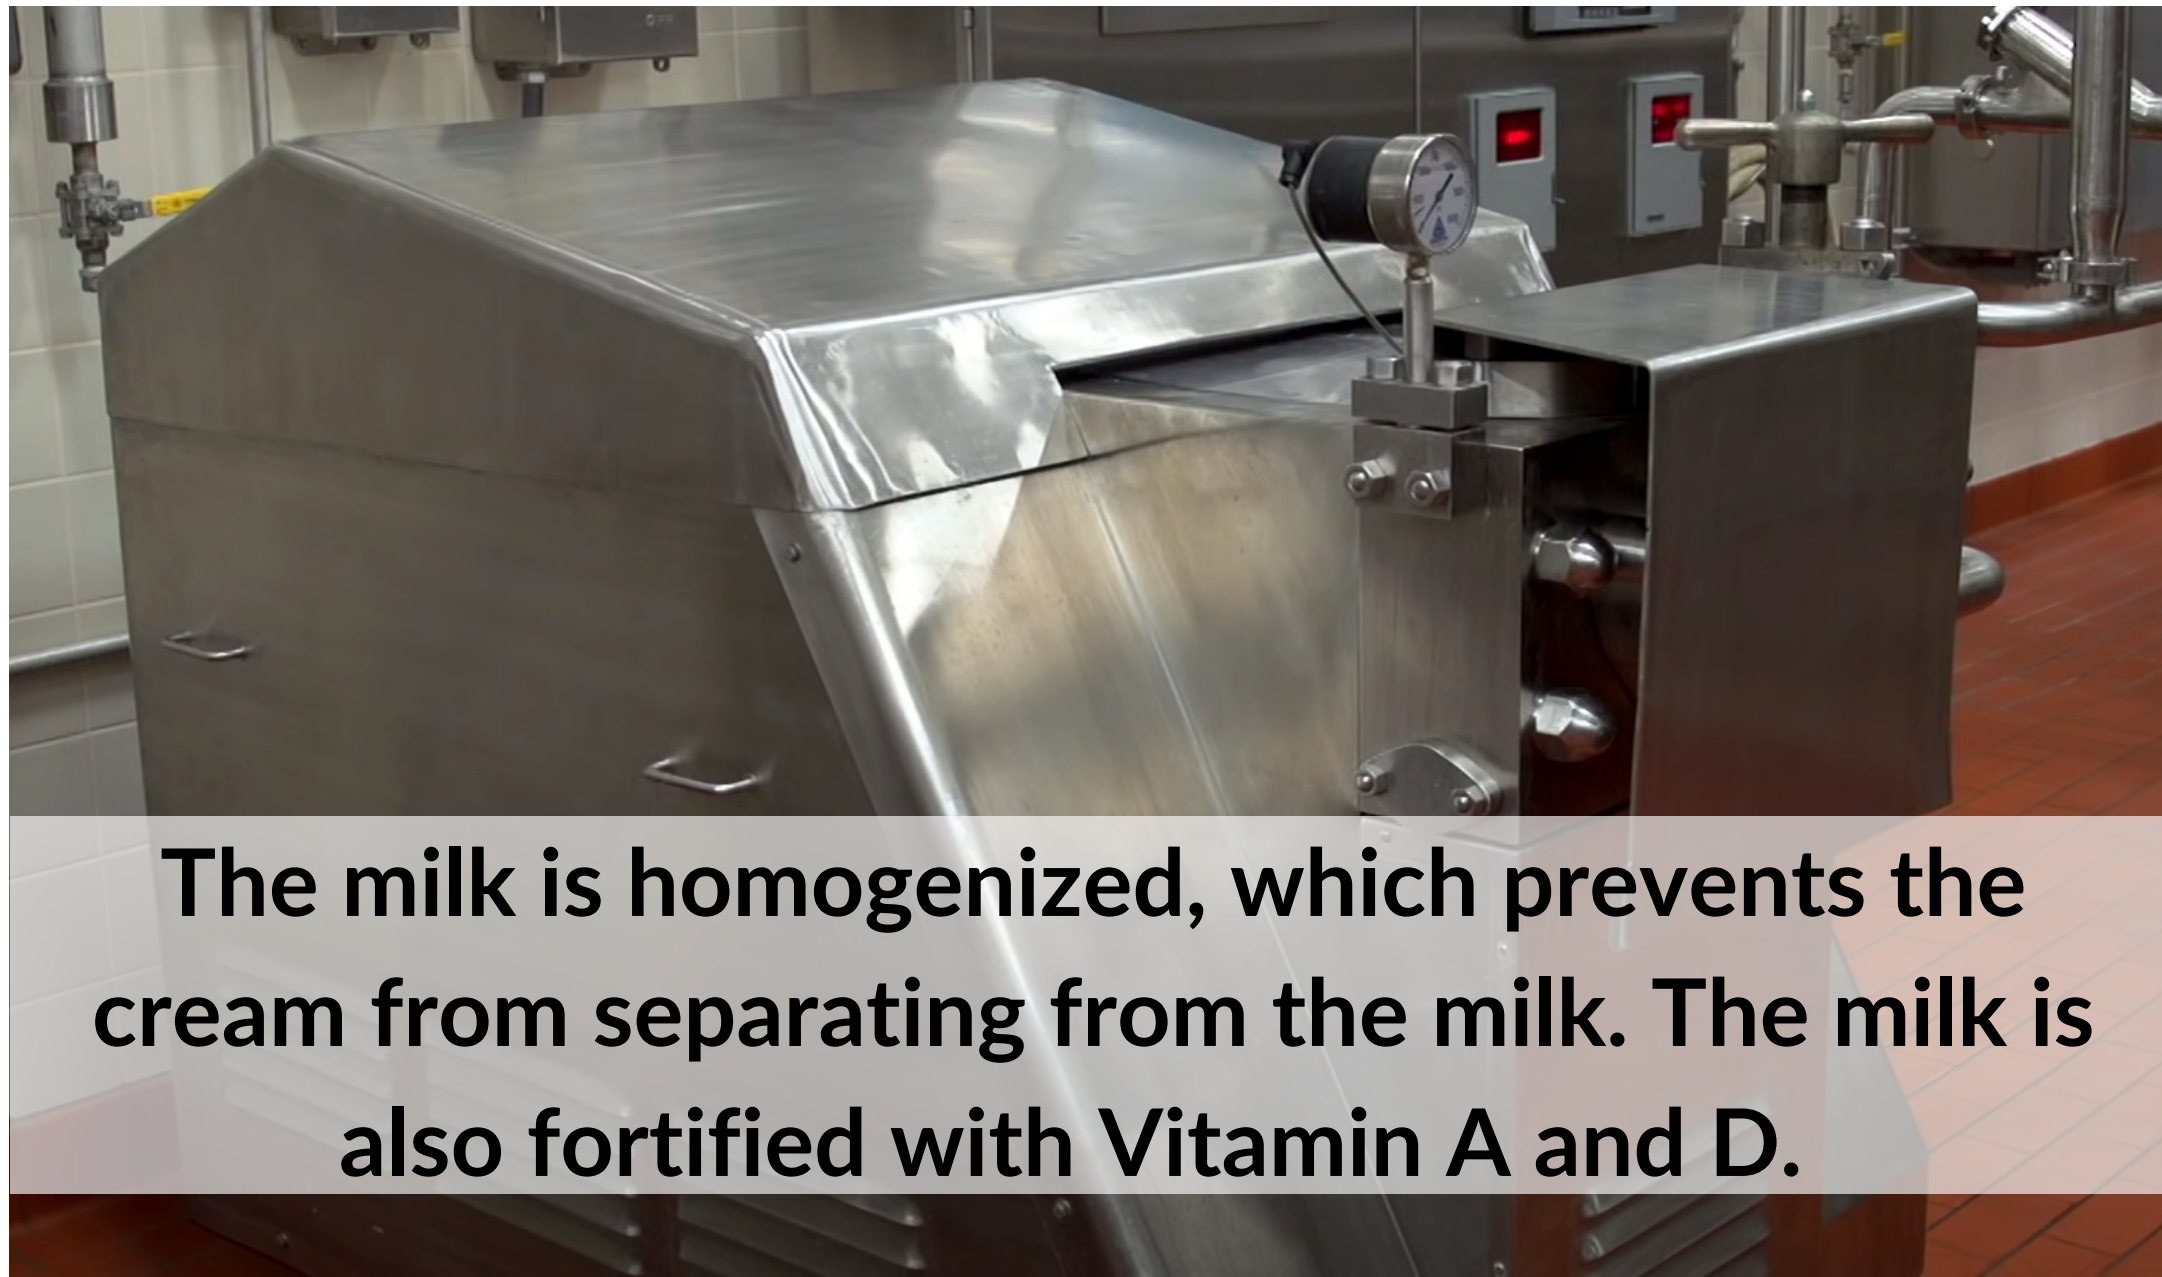 The milk is homogenized, which prevents the
cream from separating from the milk. The milk is
also fortified with Vitamin A and D.